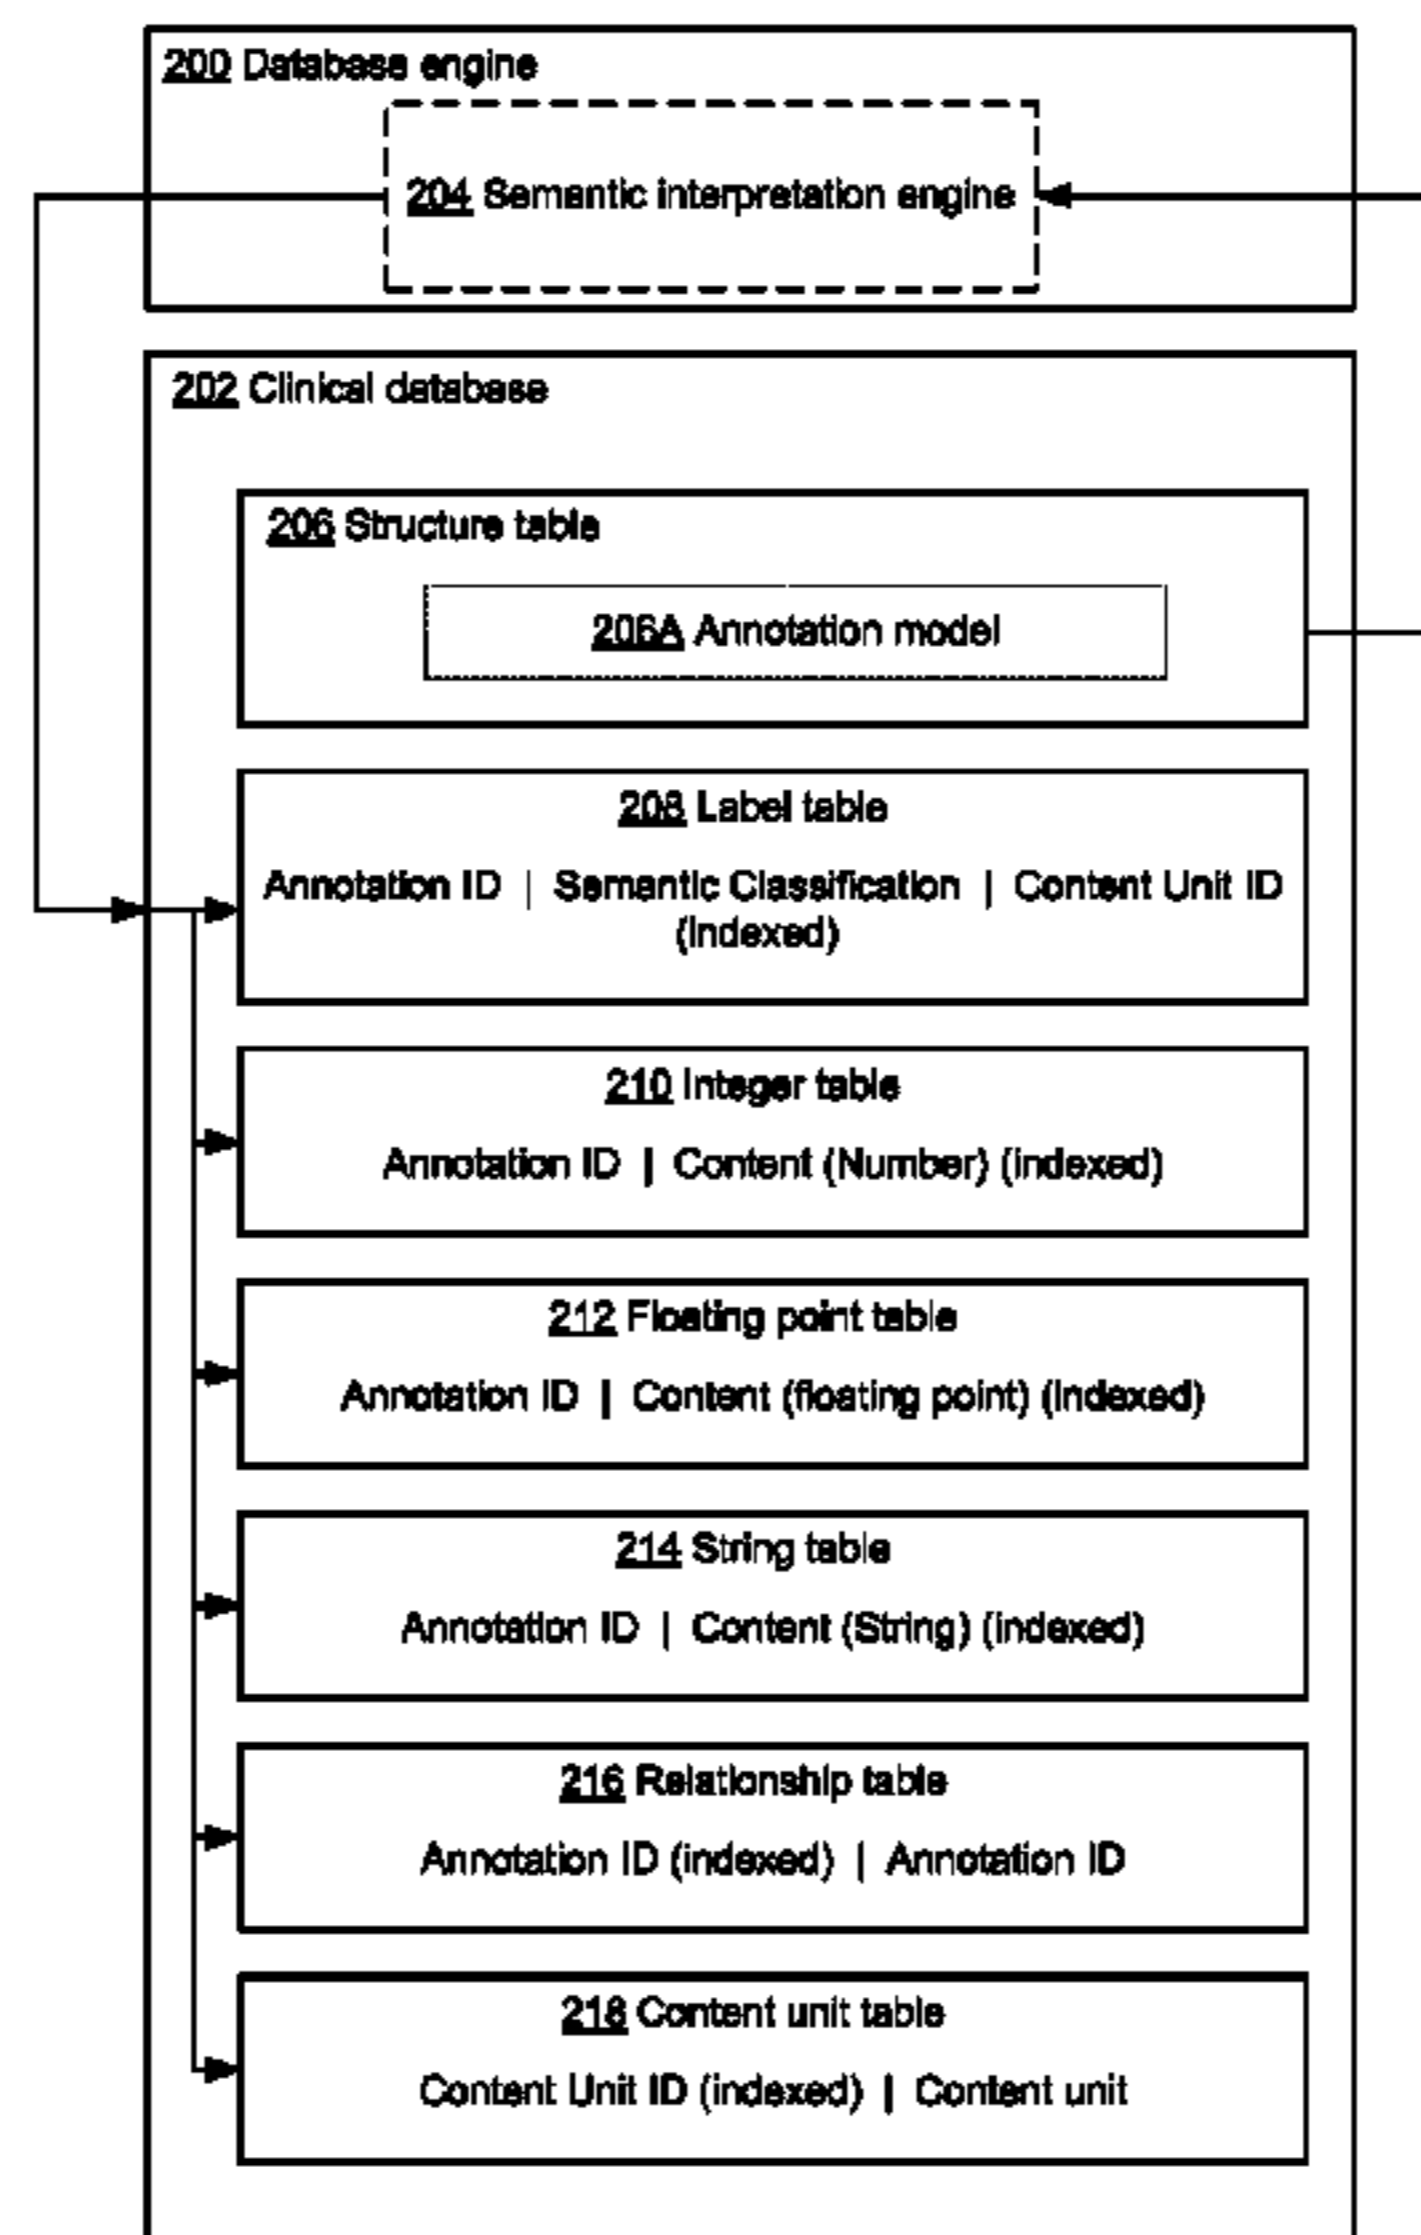 200 Database engine
204 Semantic interpretation engine
202 Clinical database
206 Structure table
206A Annotation model
208 Label table
Annotation ID | Semantic Classification | Content Unit ID
(indexed)
210 Integer table
Annotation ID | Content (Number) (indexed)
212 Floating point table
Annotation ID | Content (floating point) (indexed)
214 String table
Annotation ID | Content (String) (indexed)
216 Relationship table
Annotation ID (indexed) | Annotation ID
218 Content unit table
Content Unit ID (indexed) | Content unit